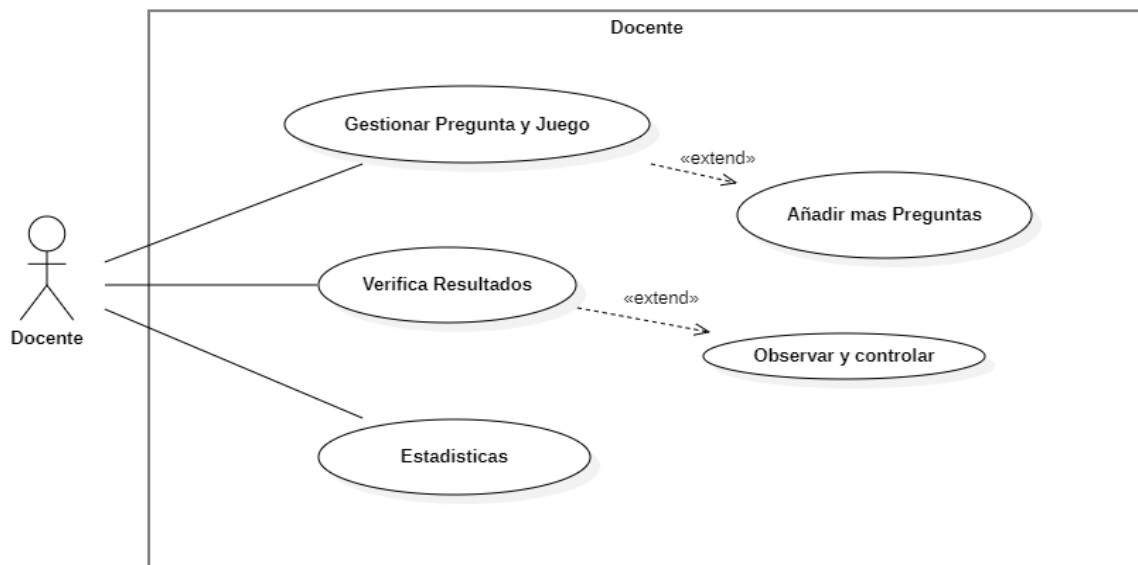 Docente
Gestionar Pregunta y Juego
«extend»
Añadir mas Preguntas
Verifica Resultados
«extend»
Docente
Observar y controlar
Estadisticas